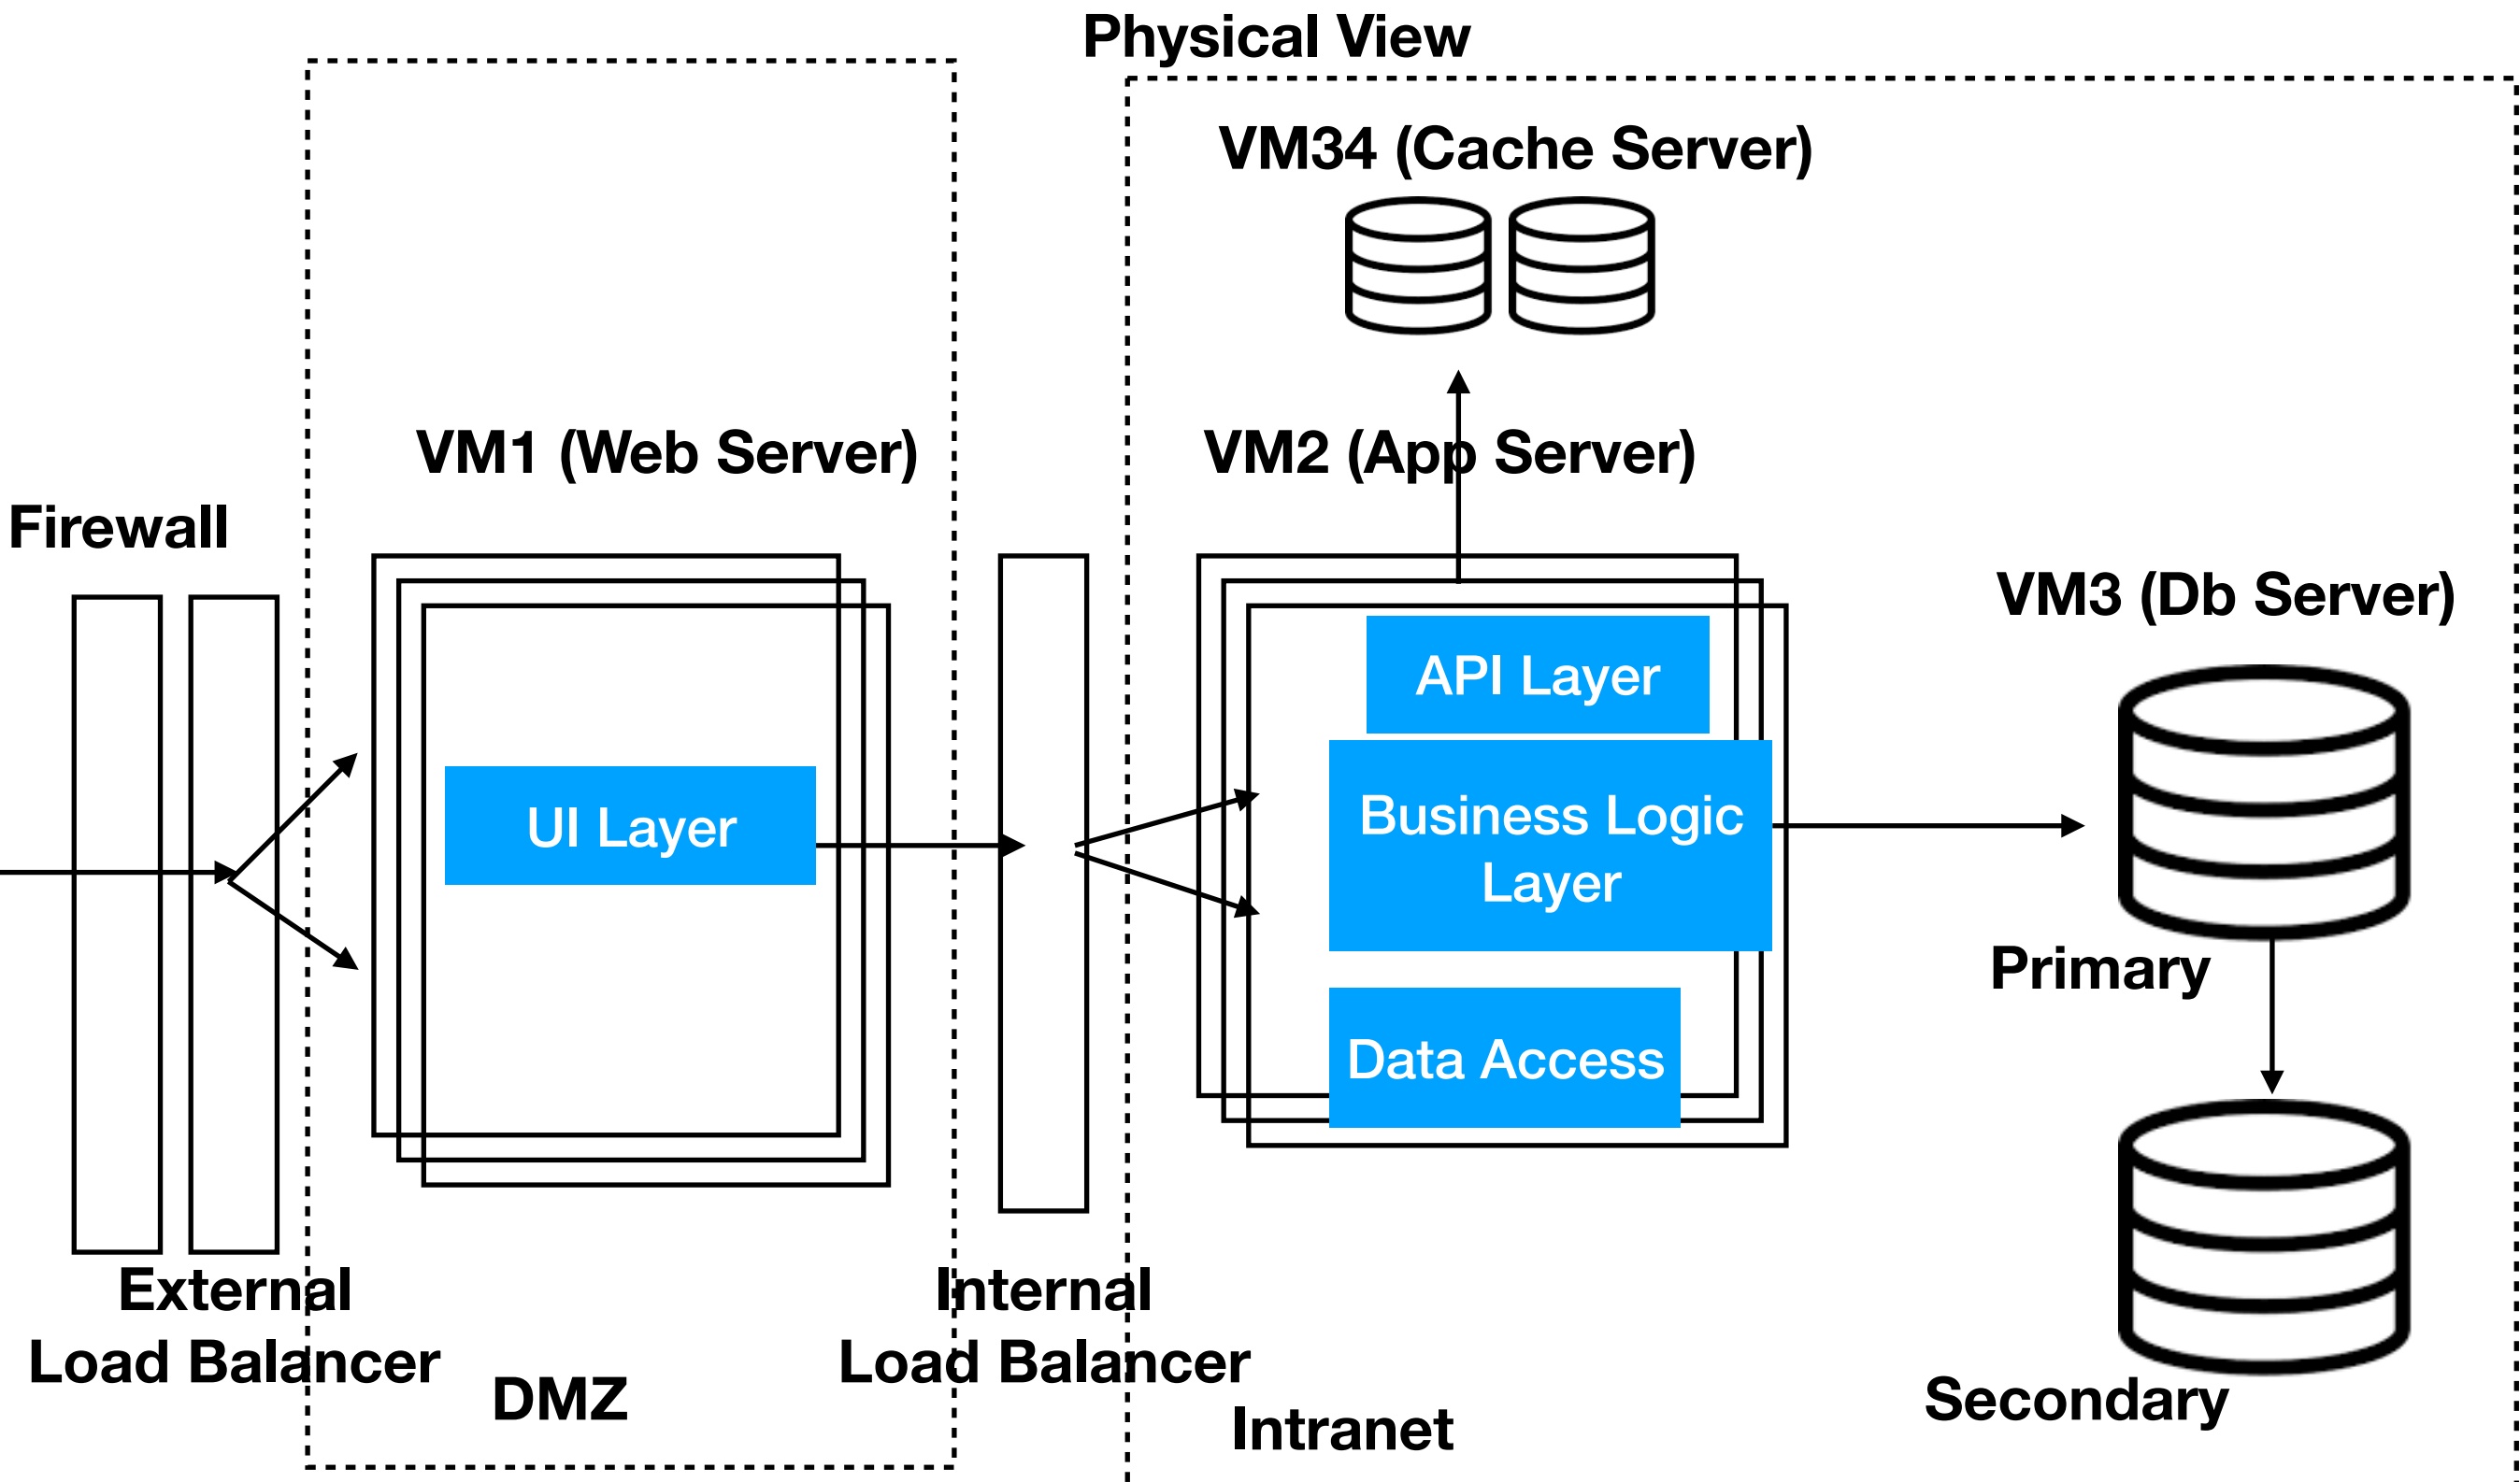 Physical View
VM34 (Cache Server)
VM1 (Web Server)
VM2 (App Server)
Firewall
VM3 (Db Server)
API Layer
UI Layer
Business Logic
Layer
Primary
Data Access
External
Load Balancer
Internal
Load Balancer
DMZ
Secondary
Intranet